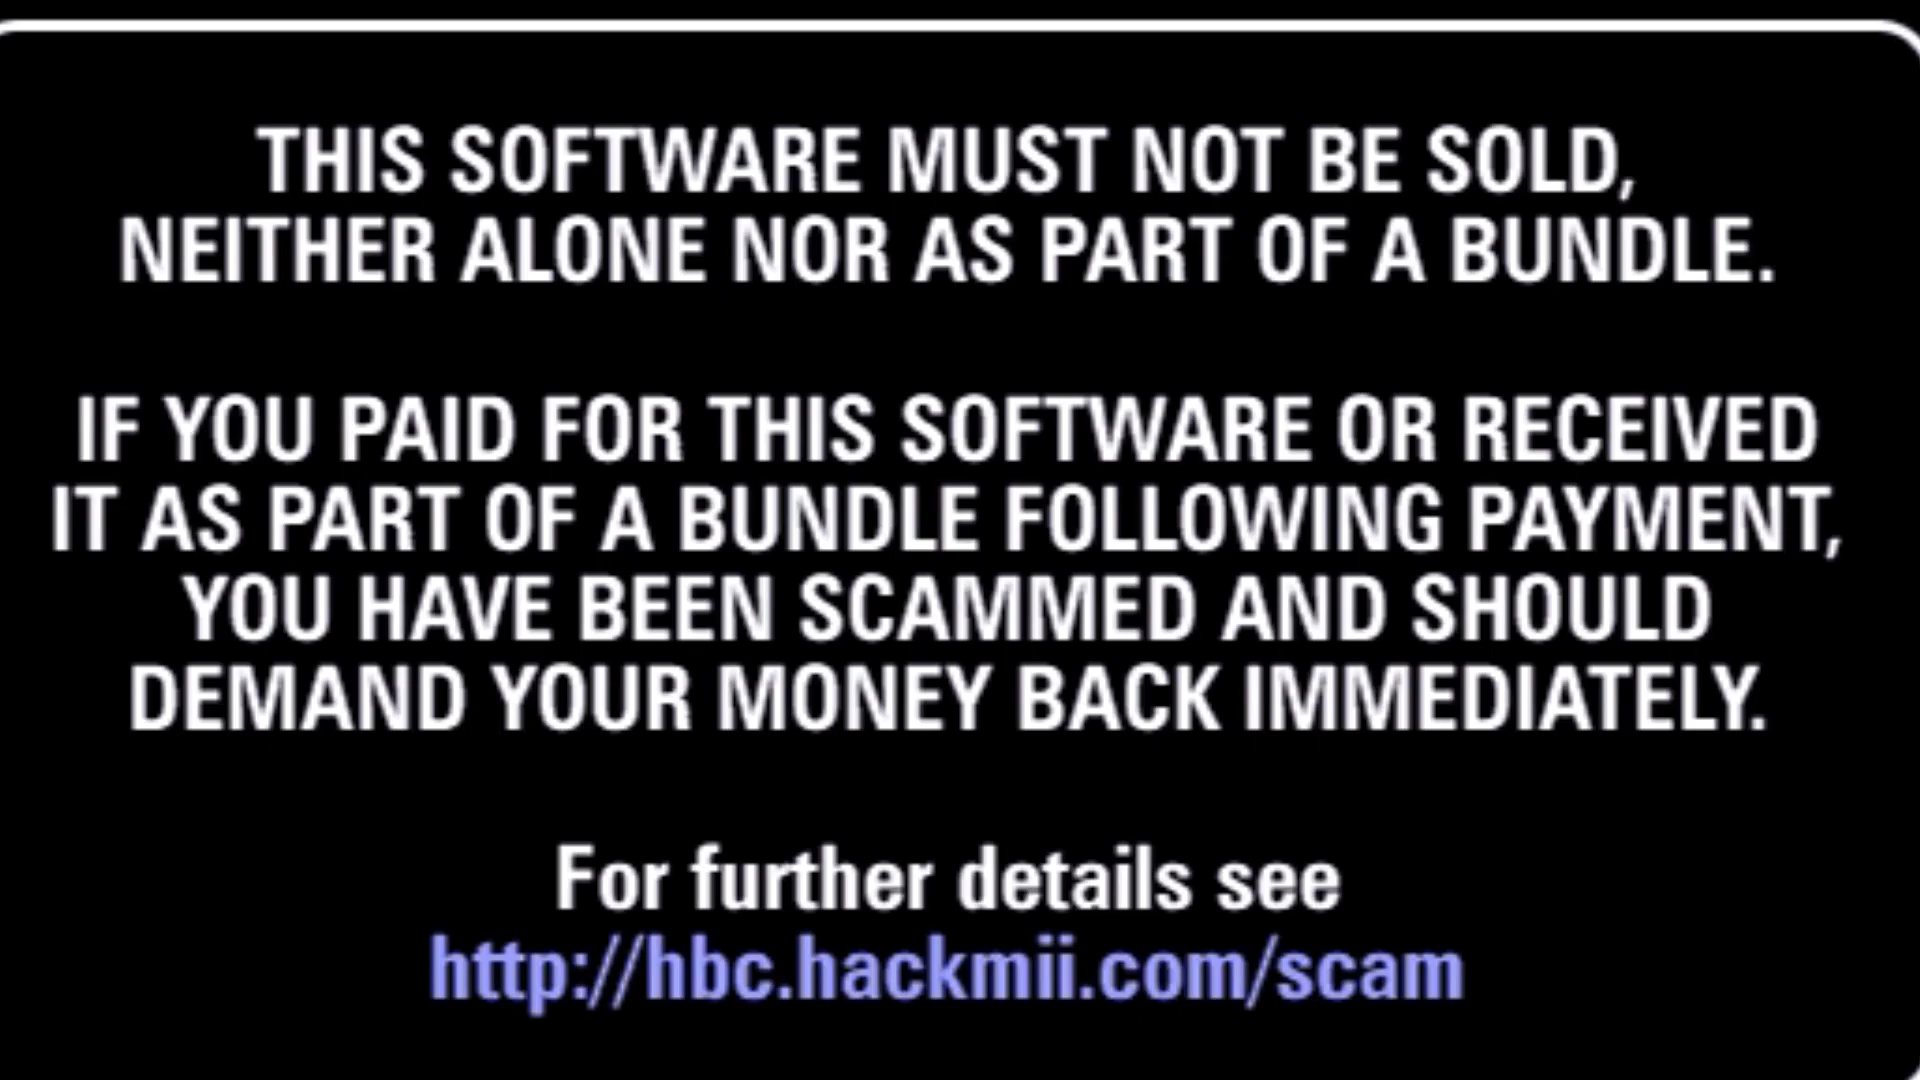 THIS SOFTWARE MUST NOT BE SOLD,
NEITHER ALONE NOR AS PART OF A BUNDLE.
IF YOU PAID FOR THIS SOFTWARE OR RECEIVED
IT AS PART OF A BUNDLE FOLLOWING PAYMENT,
YOU HAVE BEEN SCAMMED AND SHOULD
DEMAND YOUR MONEY BACK IMMEDIATELY.
For further details see
http://hbc.hackmii.com/scam